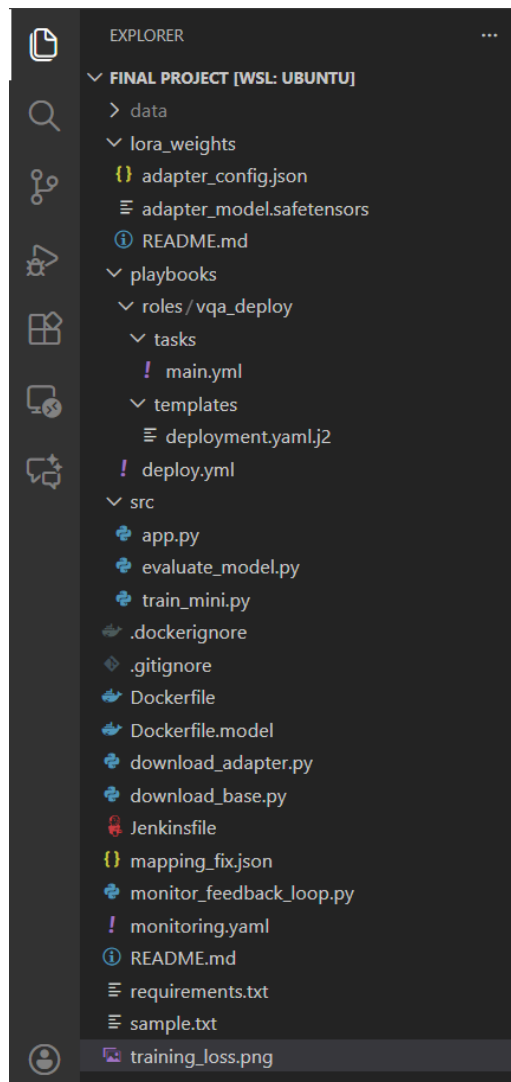 EXPLORER ...
FINAL PROJECT [WSL: UBUNTU]
data
lora_weights
{} adapter_config.json
adapter_model.safetensors
README.md
playbooks
roles/vqa_deploy
tasks
! main.yml
templates
deployment.yaml.j2
! deploy.yml
src
app.py
evaluate_model.py
train_mini.py
.dockerignore
.gitignore
Dockerfile
Dockerfile.model
download_adapter.py
download_base.py
Jenkinsfile
{} mapping_fix.json
monitor_feedback_loop.py
! monitoring.yaml
README.md
requirements.txt
sample.txt
training_loss.png